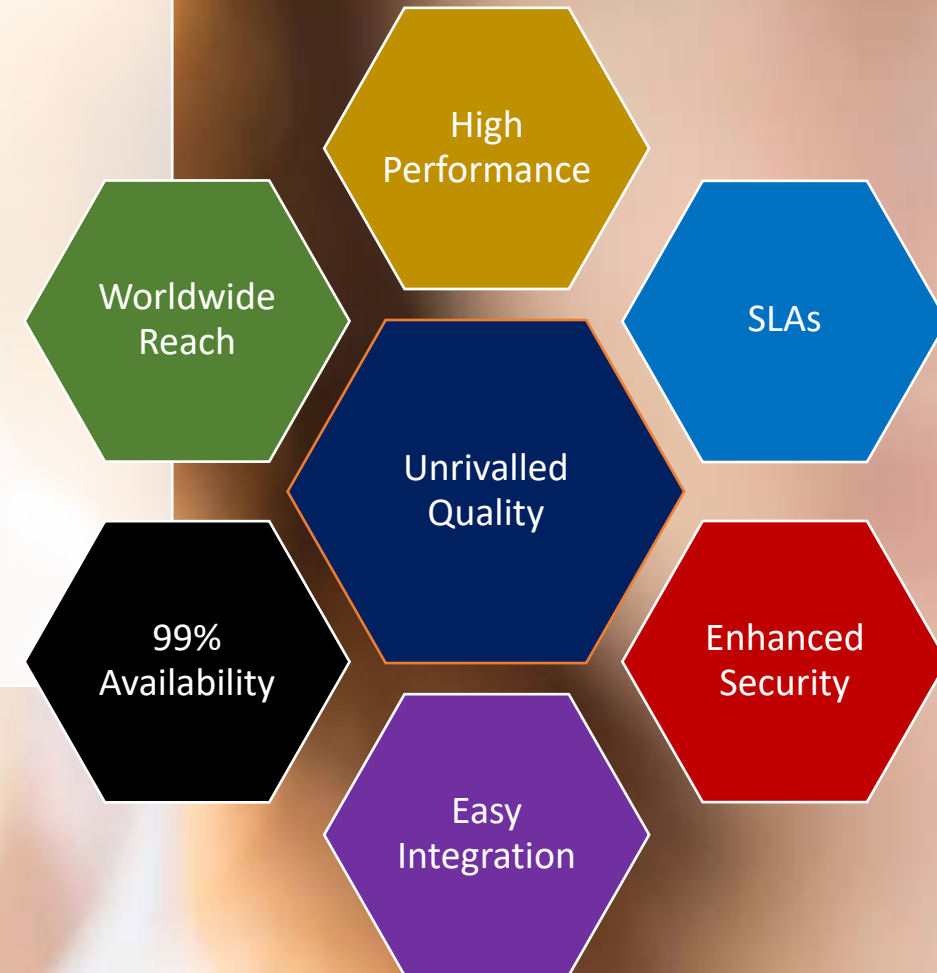 High
Performance
Worldwide
Reach
SLAs
Unrivalled
Quality
99%
Availability
Enhanced
Security
Easy
Integration